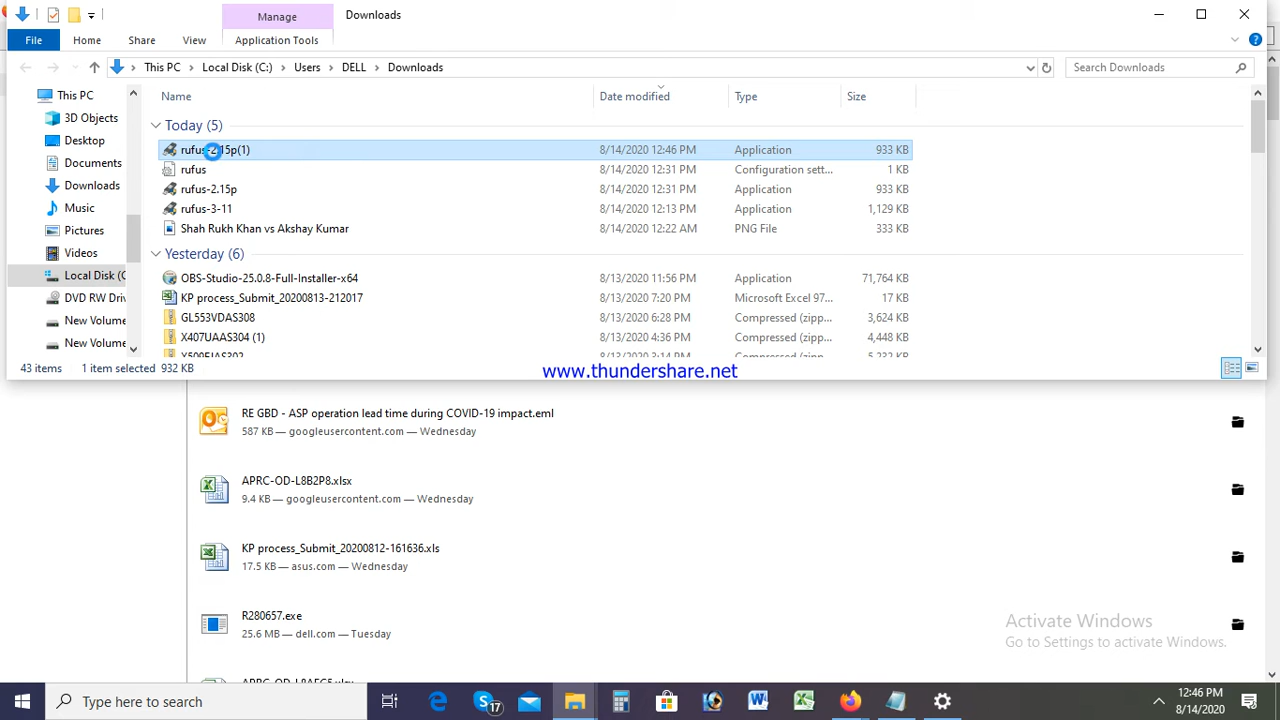 Manage
Downloads
File
Home
Share
View
Application Tools
This PC
Local Disk (C:)
Users
DELL
Downloads
Search Downloads
This PC
3D Objects
Desktop
Documents
Downloads
Music
Pictures
Videos
Local Disk (C
DVD RW Driv
New Volume
New Volume
Name
Date modified
Type
Size
Today (5)
rufus-2.15p(1) 8/14/2020 12:46 PM Application 933 KB
rufus 8/14/2020 12:31 PM Configuration sett... 1 KB
rufus-2.15p 8/14/2020 12:31 PM Application 933 KB
rufus-3-11 8/14/2020 12:13 PM Application 1,129 KB
Shah Rukh Khan vs Akshay Kumar 8/14/2020 12:22 AM PNG File 333 KB
Yesterday (6)
OBS-Studio-25.0.8-Full-Installer-x64 8/13/2020 11:56 PM Application 71,764 KB
KP process_Submit_20200813-212017 8/13/2020 7:20 PM Microsoft Excel 97... 17 KB
GL553VDAS308 8/13/2020 6:28 PM Compressed (zipp... 3,624 KB
X407UAAS304 (1) 8/13/2020 4:36 PM Compressed (zipp... 4,448 KB
8/13/2020 3:14 PM Compressed (zipp... 5,232 KB
43 items
1 item selected 932 KB
www.thundershare.net
RE GBD - ASP operation lead time during COVID-19 impact.eml
587 KB — googleusercontent.com — Wednesday
APRC-OD-L8B2P8.xlsx
9.4 KB — googleusercontent.com — Wednesday
KP process_Submit_20200812-161636.xls
17.5 KB — asus.com — Wednesday
R280657.exe
25.6 MB — dell.com — Tuesday
Activate Windows
Go to Settings to activate Windows.
Type here to search
17
12:46 PM
8/14/2020